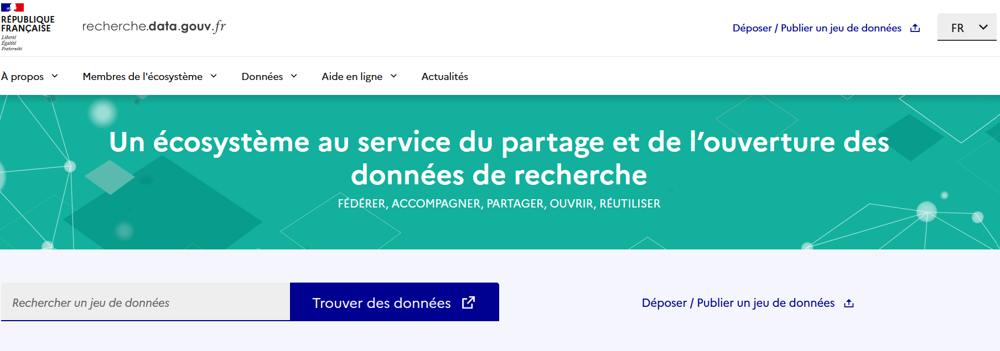 RÉPUBLIQUE
FRANÇAISE
Liberté
Égalité
Fraternité
recherche.data.gouv.fr
Déposer / Publier un jeu de données
FR
À propos
Membres de l'écosystème
Données
Aide en ligne
Actualités
Un écosystème au service du partage et de l’ouverture des
données de recherche
FÉDÉRER, ACCOMPAGNER, PARTAGER, OUVRIR, RÉUTILISER
Rechercher un jeu de données
Trouver des données
Déposer / Publier un jeu de données